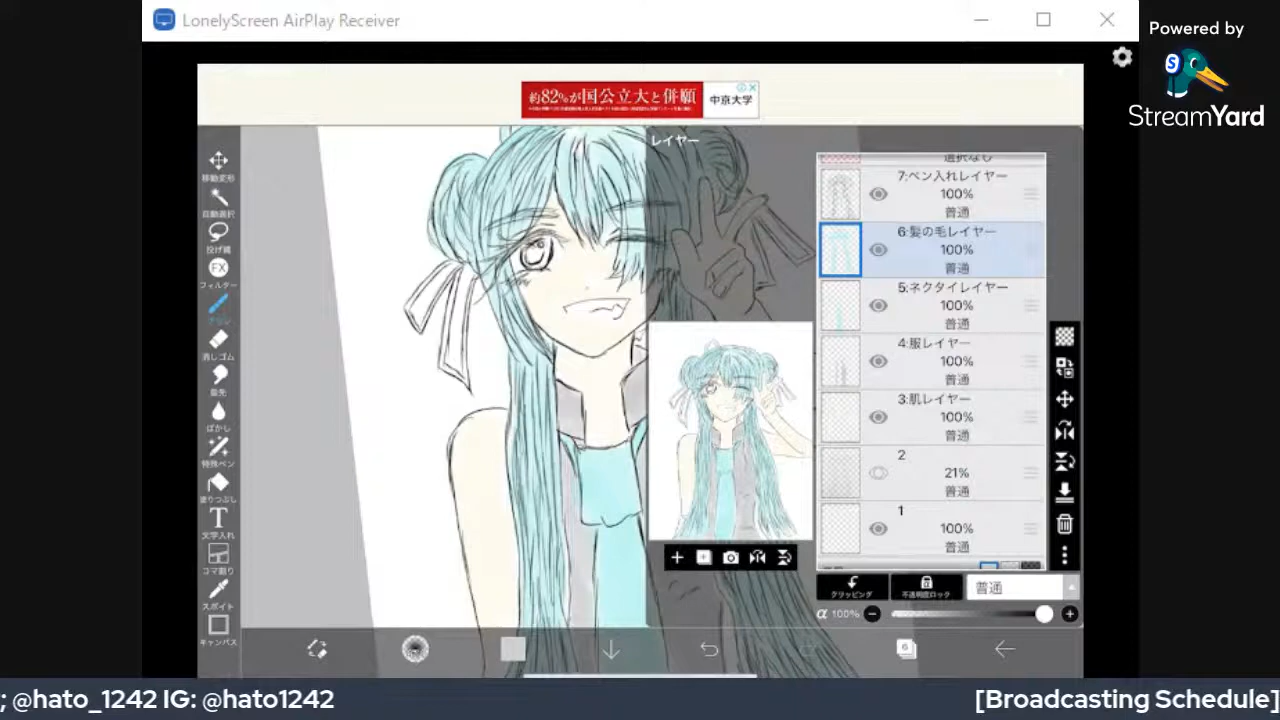 LonelyScreen AirPlay Receiver
Powered by
StreamYard
約82%が国公立大と併願
中京大学
レイヤー
移動変形
自動選択
投げ縄
FX
フィルター
消しゴム
指先
ぼかし
特殊ペン
塗りつぶし
T
文字入れ
コマ割り
スポイト
キャンバス
選択なし
7:ペン入れレイヤー
100%
普通
6:髪の毛レイヤー
100%
普通
5:ネクタイレイヤー
100%
普通
4:服レイヤー
100%
普通
3:肌レイヤー
100%
普通
2
21%
普通
1
100%
普通
クリッピング
不透明度ロック
普通
α 100%
6
; @hato_1242 IG: @hato1242
[Broadcasting Schedule]